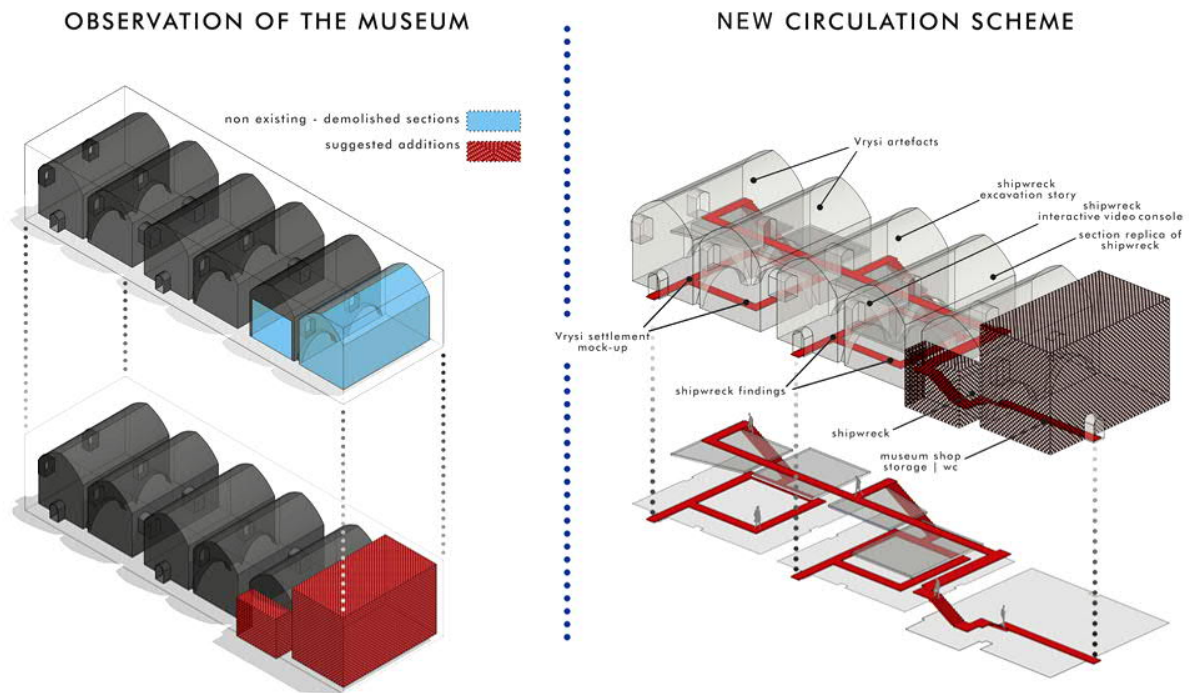 OBSERVATION OF THE MUSEUM
non existing - demolished sections
suggested additions
NEW CIRCULATION SCHEME
Vrysi artefacts
shipwreck
excavation story
shipwreck
interactive video console
section replica of
shipwreck
Vrysi settlement
mock-up
shipwreck findings
shipwreck
museum shop
storage | wc